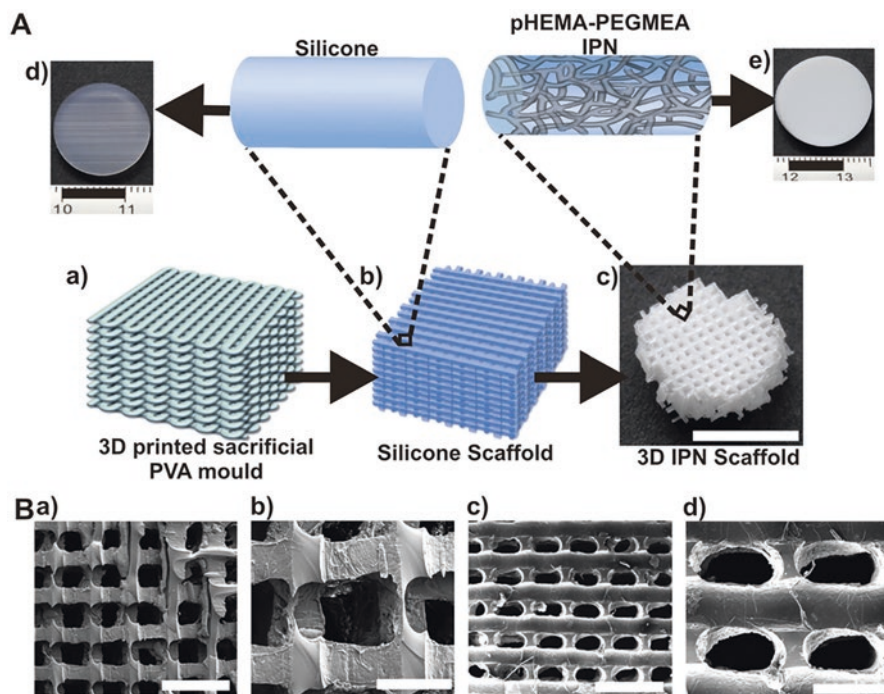 A
Silicone
pHEMA-PEGMEA
IPN
d)
e)
10 11
12 13
a)
b)
c)
3D printed sacrificial
PVA mould
Silicone Scaffold
3D IPN Scaffold
B a)
b)
c)
d)